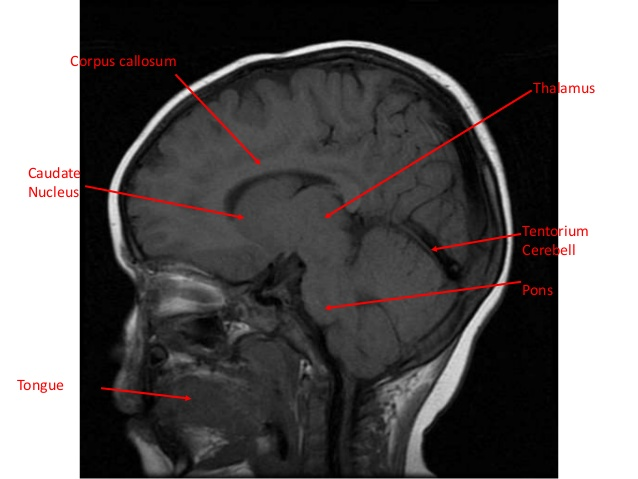 Corpus callosum
Thalamus
Caudate
Nucleus
Tentorium
Cerebell
Pons
Tongue